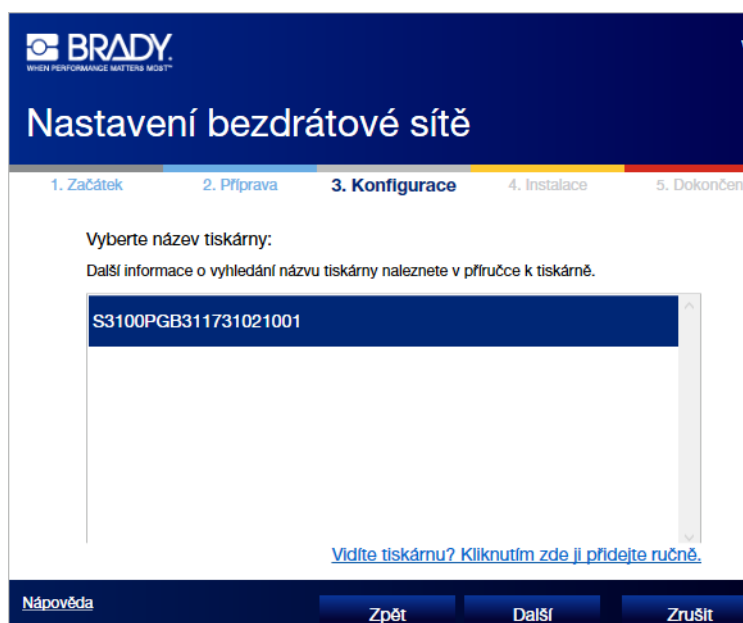 BRADY.
WHEN PERFORMANCE MATTERS MOST™
Nastavení bezdrátové sítě
1. Začátek 2. Příprava 3. Konfigurace 4. Instalace 5. Dokončen
Vyberte název tiskárny:
Další informace o vyhledání názvu tiskárny naleznete v příručce k tiskárně.
S3100PGB311731021001
Vidíte tiskárnu? Kliknutím zde ji přidejte ručně.
Nápověda Zpět Další Zrušit